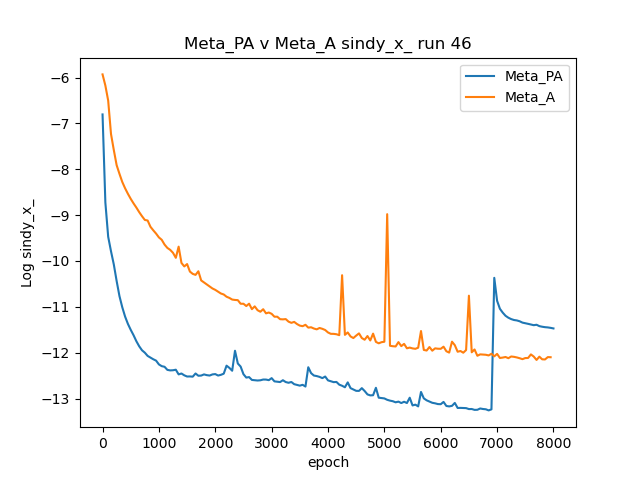 Meta_PA v Meta_A sindy_x_ run 46
Meta_PA
Meta_A
Log sindy_x_
−6
−7
−8
−9
−10
−11
−12
−13
0 1000 2000 3000 4000 5000 6000 7000 8000
epoch